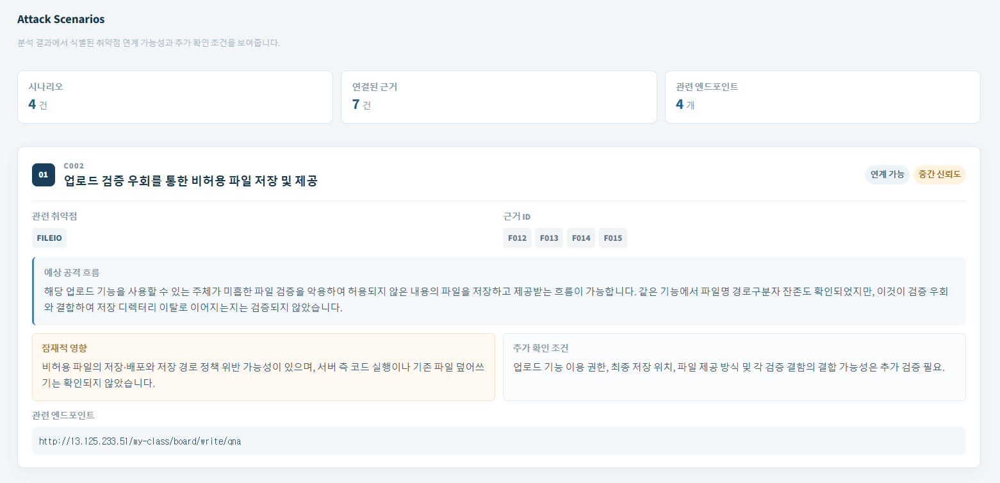 Attack Scenarios
분석 결과에서 식별된 취약점 연계 가능성과 추가 확인 조건을 보여줍니다.
시나리오
4 건
연결된 근거
7 건
관련 엔드포인트
4 개
01
C002
업로드 검증 우회를 통한 비허용 파일 저장 및 제공
연계 가능
중간 신뢰도
관련 취약점
FILEIO
근거 ID
F012 F013 F014 F015
예상 공격 흐름
해당 업로드 기능을 사용할 수 있는 주체가 미흡한 파일 검증을 악용하여 허용되지 않은 내용의 파일을 저장하고 제공받는 흐름이 가능합니다. 같은 기능에서 파일명 경로구분자 잔존도 확인되었지만, 이것이 검증 우회
와 결합하여 저장 디렉터리 이탈로 이어지는지는 검증되지 않았습니다.
잠재적 영향
비허용 파일의 저장·배포와 저장 경로 정책 위반 가능성이 있으며, 서버 측 코드 실행이나 기존 파일 덮어쓰
기는 확인되지 않았습니다.
추가 확인 조건
업로드 기능 이용 권한, 최종 저장 위치, 파일 제공 방식 및 각 검증 결함의 결합 가능성은 추가 검증 필요.
관련 엔드포인트
http://13.125.233.51/my-class/board/write/qna